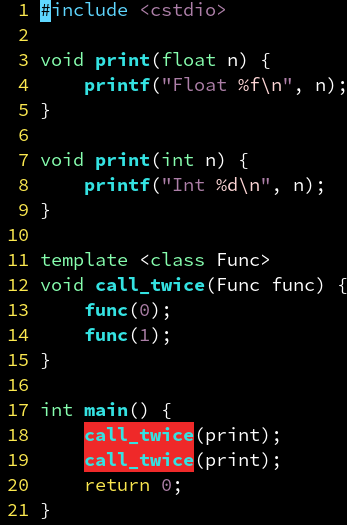 1 #include <cstdio>
2
3 void print(float n) {
4     printf("Float %f\n", n);
5 }
6
7 void print(int n) {
8     printf("Int %d\n", n);
9 }
10
11 template <class Func>
12 void call_twice(Func func) {
13     func(0);
14     func(1);
15 }
16
17 int main() {
18     call_twice(print);
19     call_twice(print);
20     return 0;
21 }